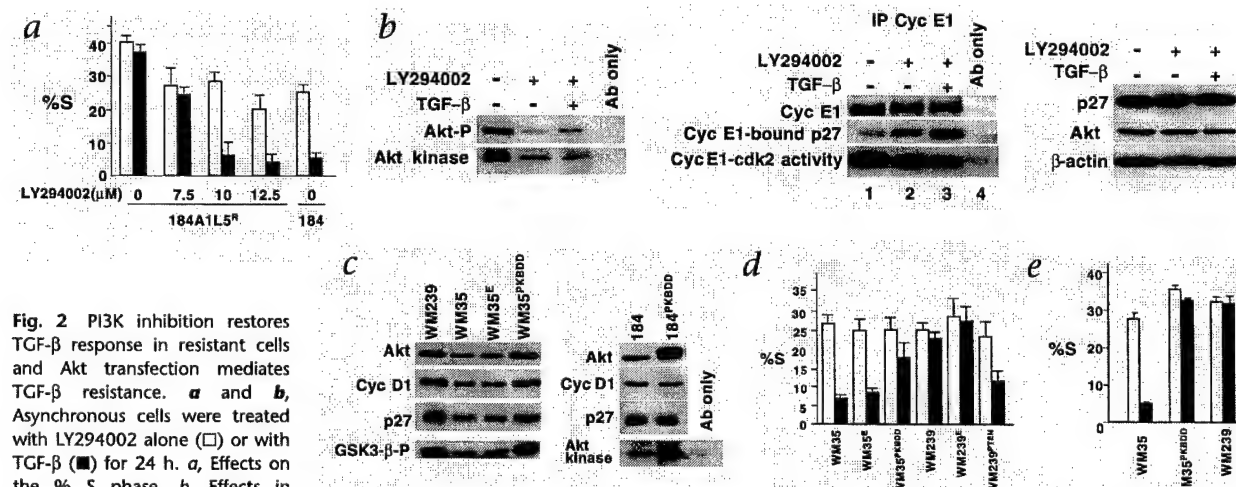 a
40
30
20
10
0
%S
LY294002(μM) 0 7.5 10 12.5 0
184A1L5R 184
b
LY294002 - + +
TGF-β - - +
Ab only
Akt-P
Akt kinase
IP Cyc E1
LY294002 - + +
TGF-β - - +
Ab only
Cyc E1
Cyc E1-bound p27
Cyc E1-cdk2 activity
1 2 3 4
LY294002 - + +
TGF-β - - +
p27
Akt
β-actin
Fig. 2 PI3K inhibition restores
TGF-β response in resistant cells
and Akt transfection mediates
TGF-β resistance. a and b,
Asynchronous cells were treated
with LY294002 alone (□) or with
TGF-β (■) for 24 h. a, Effects on
the % S phase. b, Effects in
c
WM239 WM35 WM35E WM35PKBDD
Akt
Cyc D1
p27
GSK3-β-P
184 184PKBDD
Ab only
Akt
Cyc D1
p27
Akt
kinase
d
35
30
25
20
15
10
5
0
%S
WM35 WM35E WM35PKBDD WM239 WM239E WM239PTEN
e
40
30
20
10
0
%S
WM35 M35PKBDD WM239